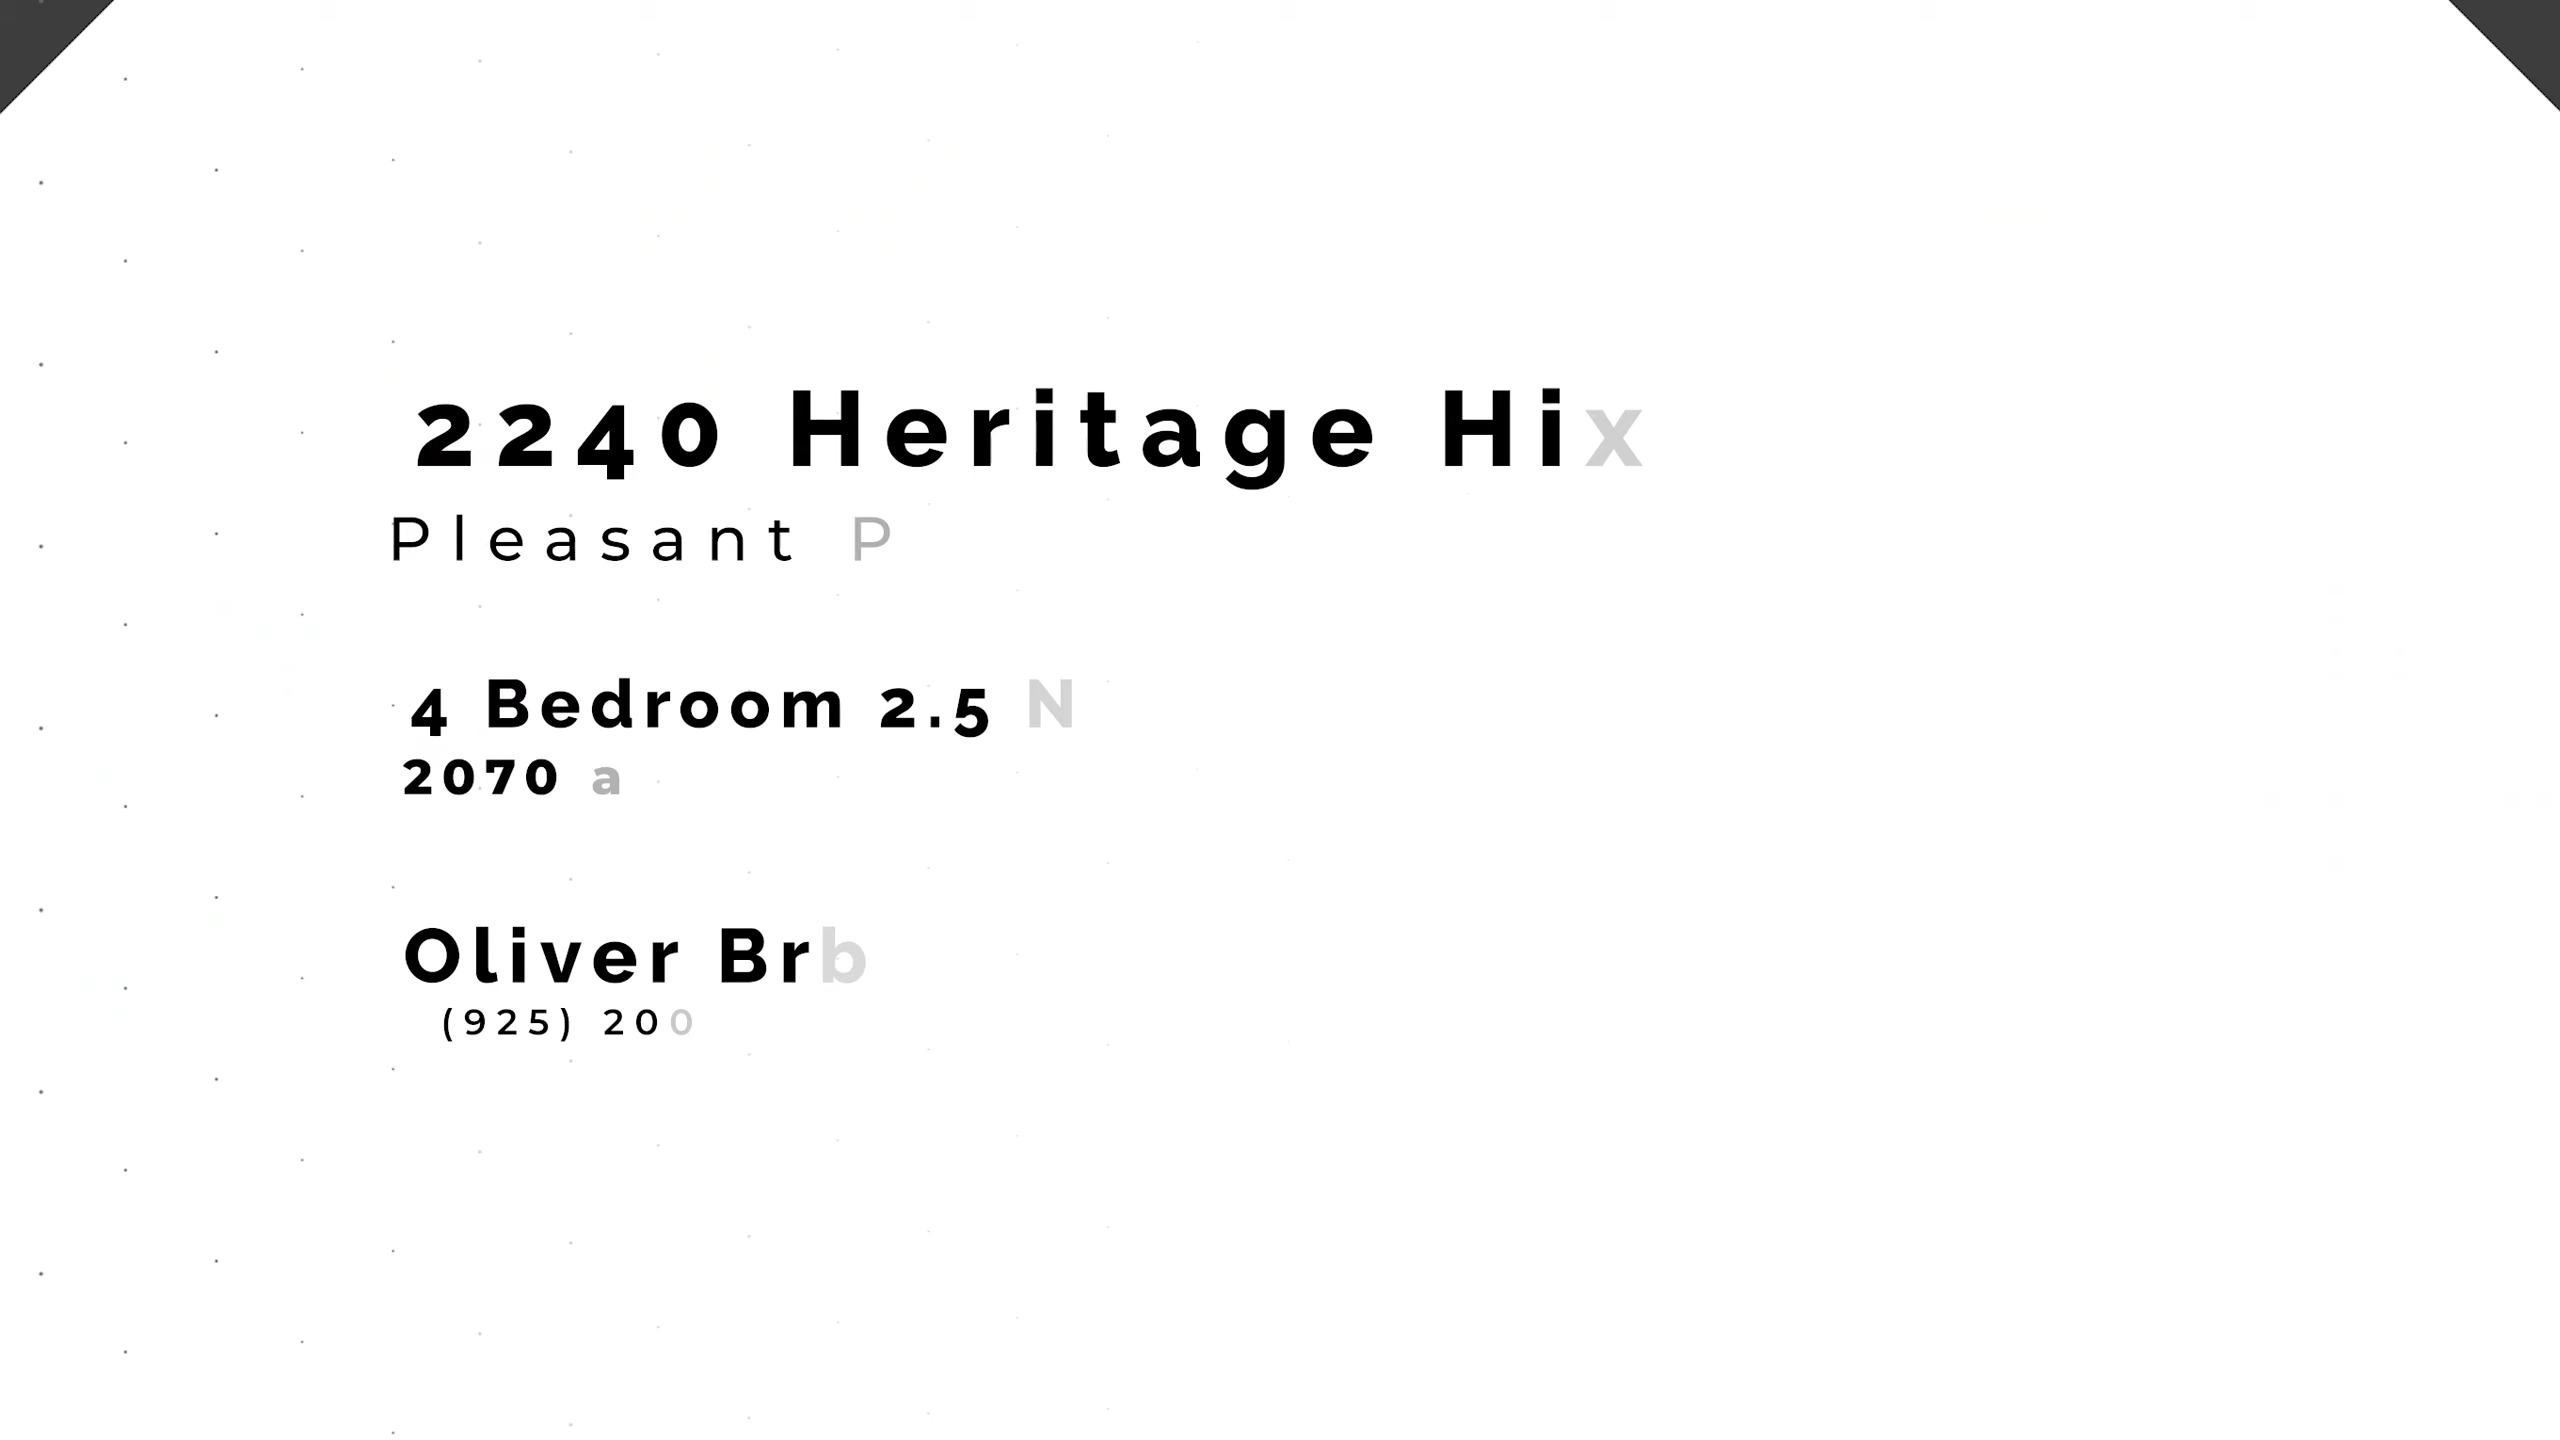 2240 Heritage Hix
Pleasant P
4 Bedroom 2.5 N
2070 a
Oliver Brb
(925) 200